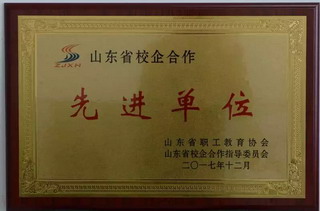 山东省校企合作
ZJXH
先进单位
山东省职工教育协会
山东省校企合作指导委员会
二〇一七年十二月